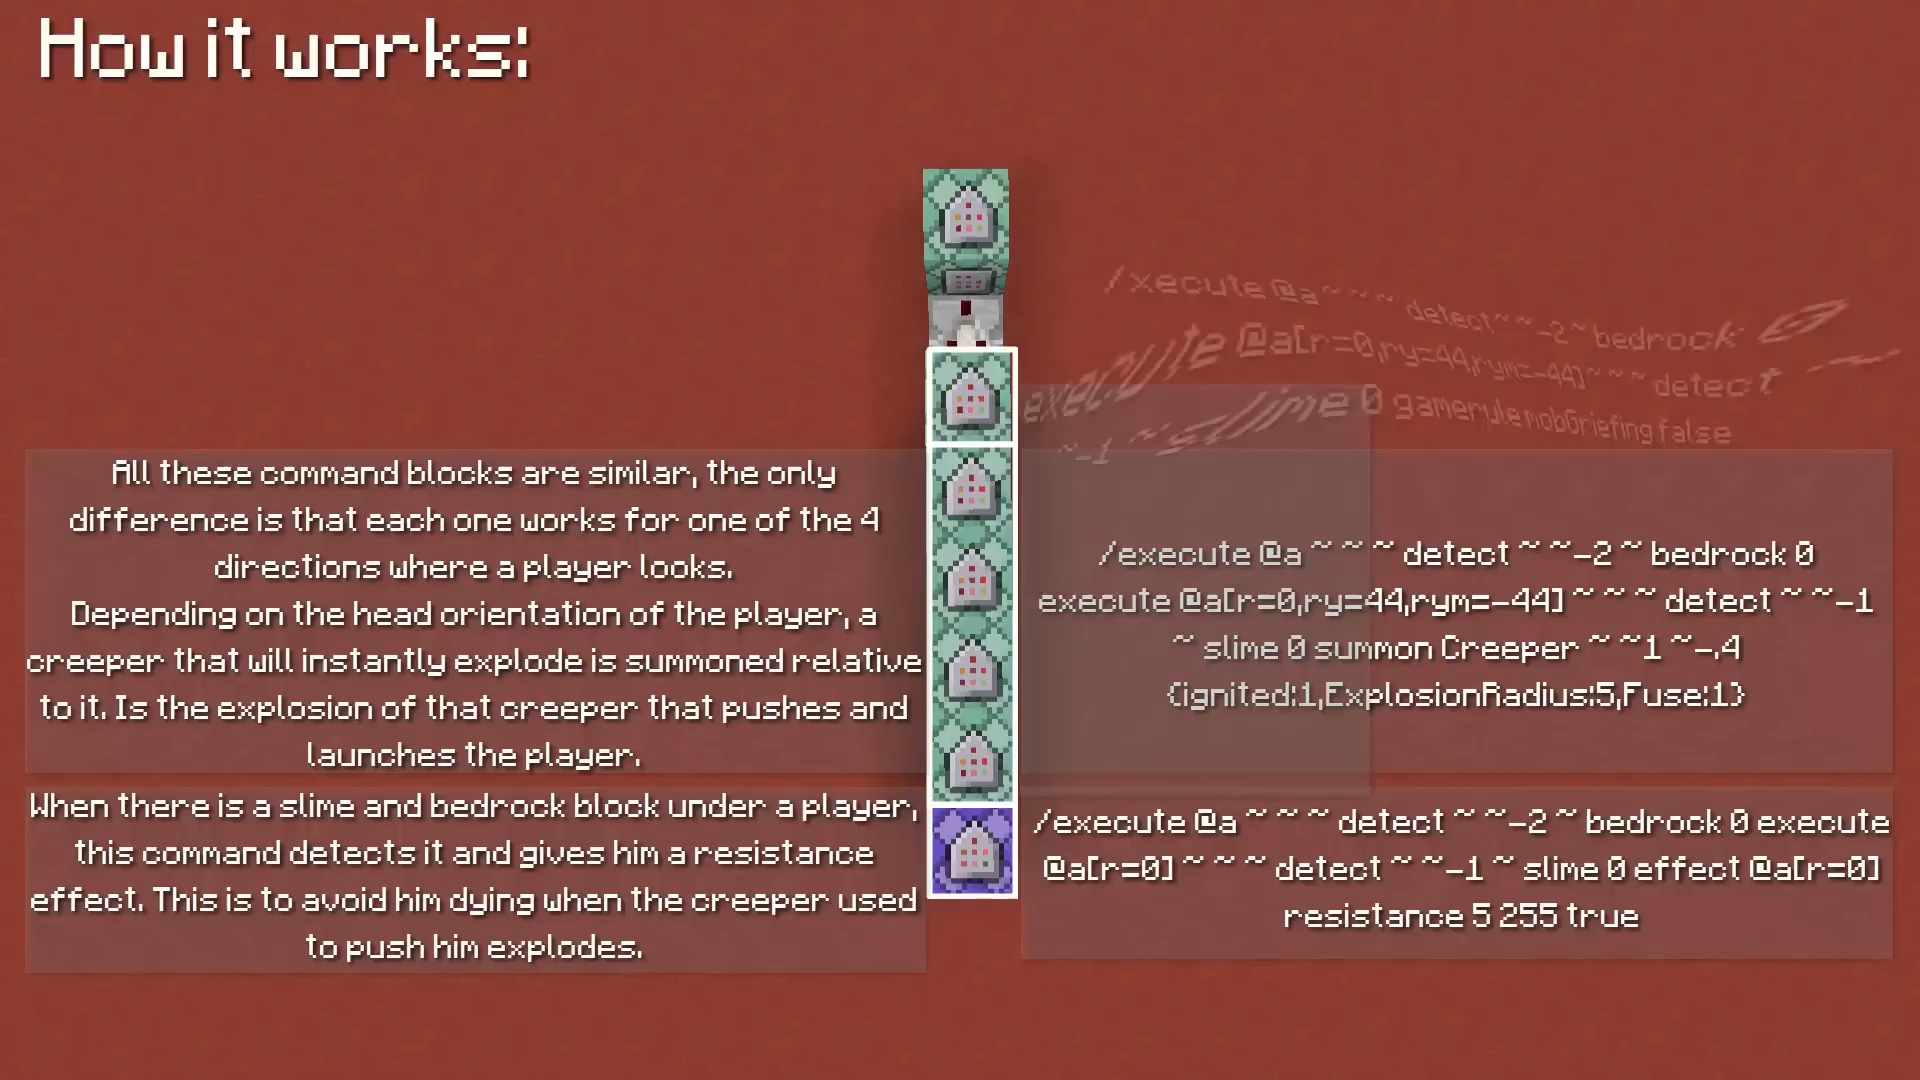 How it works:
/ xecute @a ~ ~ ~ detect ~ ~ -2 ~ bedrock 0
execute @a[r=0,ry=44,rym=-44] ~ ~ ~ detect ~
~-1 ~ slime 0 gamerule mobGriefing false
All these command blocks are similar, the only
difference is that each one works for one of the 4
directions where a player looks.
Depending on the head orientation of the player, a
creeper that will instantly explode is summoned relative
to it. Is the explosion of that creeper that pushes and
launches the player.
/execute @a ~ ~ ~ detect ~ ~-2 ~ bedrock 0
execute @a[r=0,ry=44,rym=-44] ~ ~ ~ detect ~ ~-1
~ slime 0 summon Creeper ~ ~1 ~-.4
{ignited:1,ExplosionRadius:5,Fuse:1}
When there is a slime and bedrock block under a player,
this command detects it and gives him a resistance
effect. This is to avoid him dying when the creeper used
to push him explodes.
/execute @a ~ ~ ~ detect ~ ~-2 ~ bedrock 0 execute
@a[r=0] ~ ~ ~ detect ~ ~-1 ~ slime 0 effect @a[r=0]
resistance 5 255 true